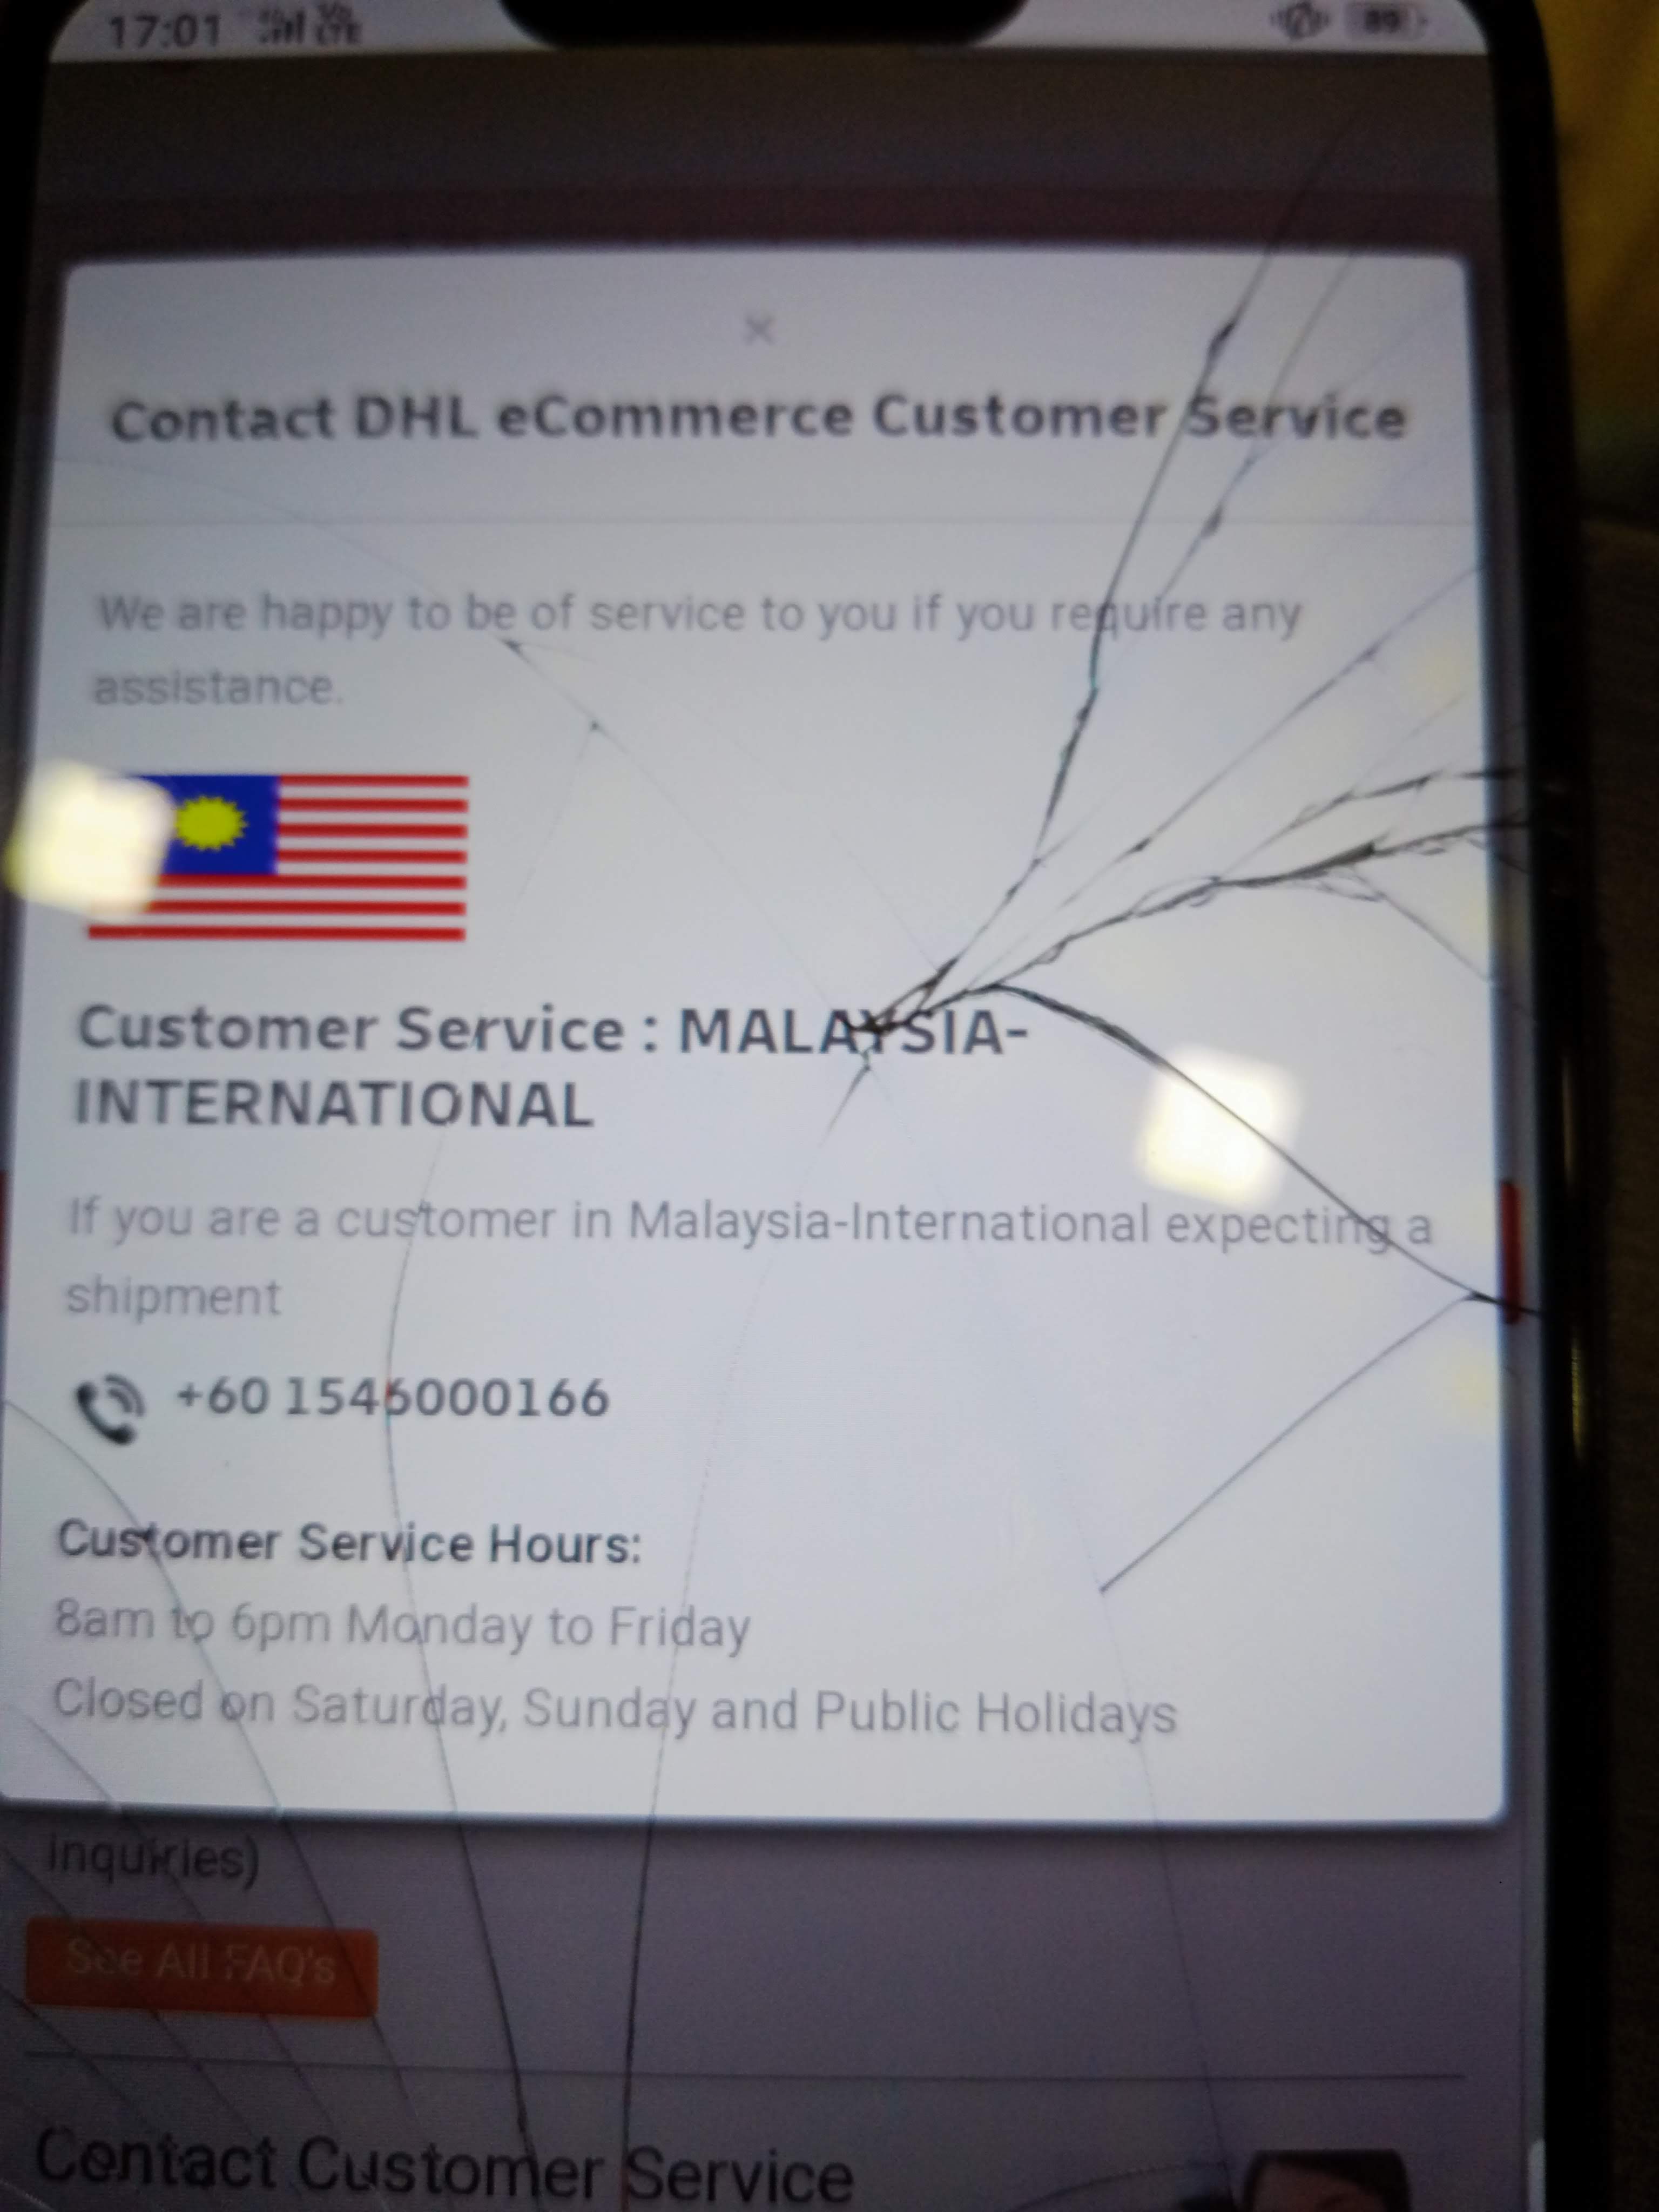 17:01
89
×
Contact DHL eCommerce Customer Service
We are happy to be of service to you if you require any
assistance.
Customer Service : MALAYSIA-
INTERNATIONAL
If you are a customer in Malaysia-International expecting a
shipment
+60 1546000166
Customer Service Hours:
8am to 6pm Monday to Friday
Closed on Saturday, Sunday and Public Holidays
inquiries)
See All FAQ's
Contact Customer Service